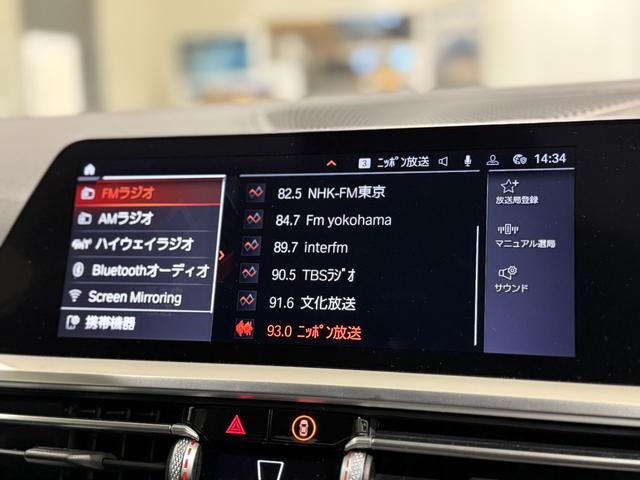 3 ニッポン放送 14:34
FMラジオ
AMラジオ
ハイウェイラジオ
Bluetoothオーディオ
Screen Mirroring
携帯機器
82.5 NHK-FM東京
84.7 Fm yokohama
89.7 interfm
90.5 TBSﾗｼﾞｵ
91.6 文化放送
93.0 ニッポン放送
放送局登録
マニュアル選局
サウンド